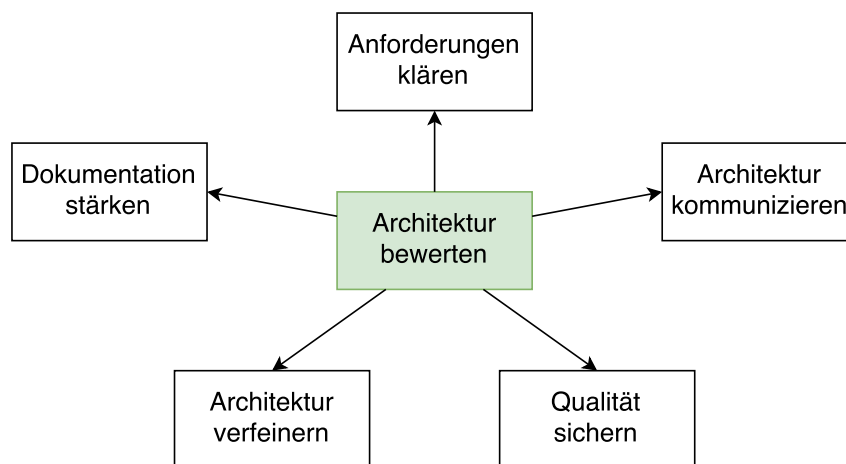 Anforderungen
klären
Dokumentation
stärken
Architektur
kommunizieren
Architektur
bewerten
Architektur
verfeinern
Qualität
sichern